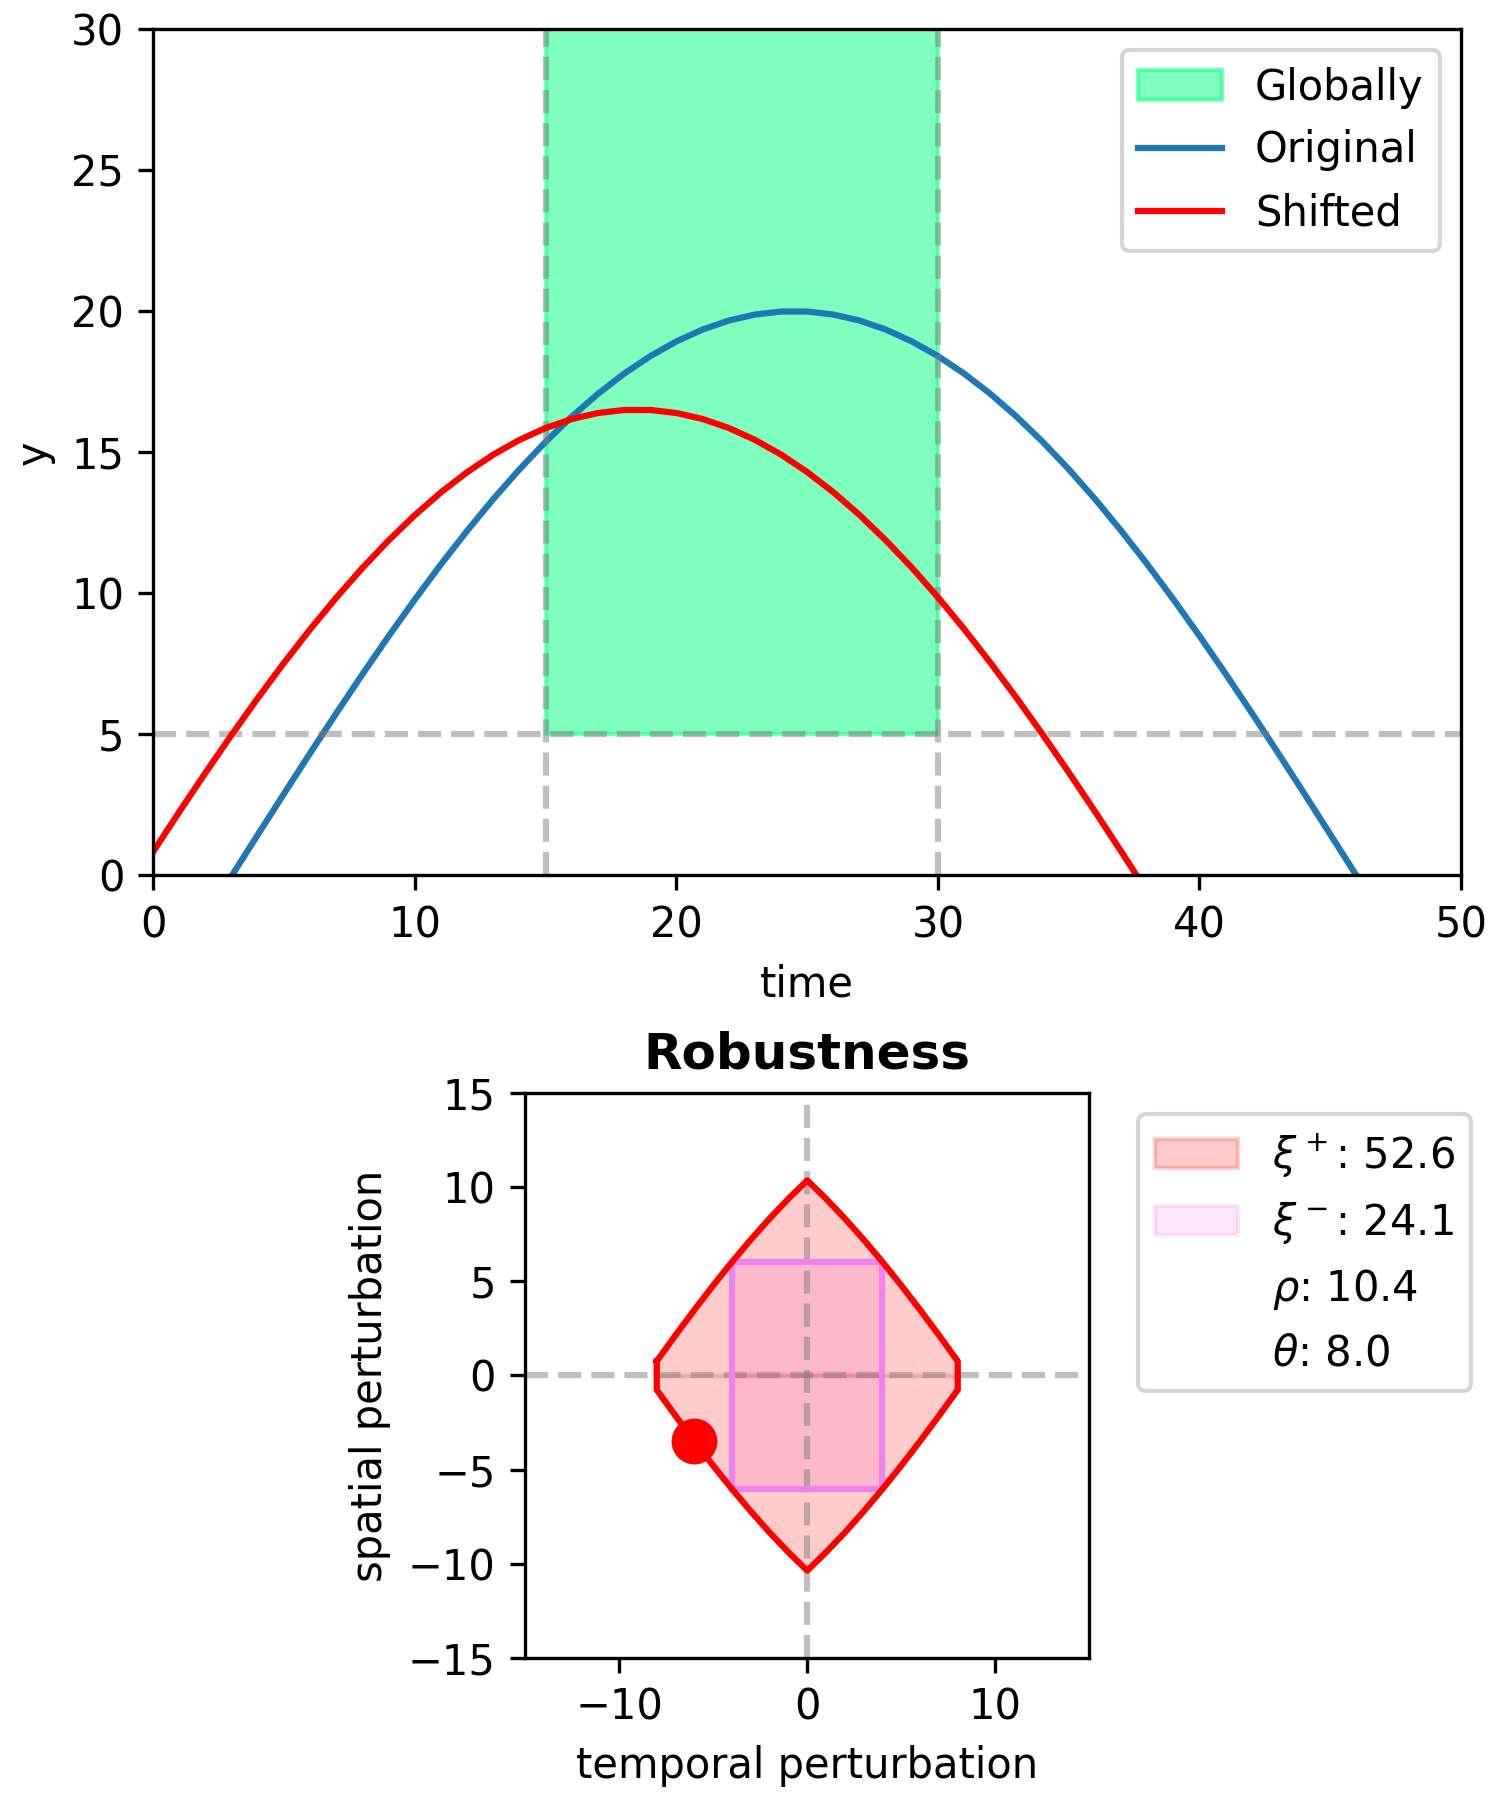 30
25
20
15
10
5
0
y
0 10 20 30 40 50
time
Globally
Original
Shifted
Robustness
15
10
5
0
−5
−10
−15
spatial perturbation
−10 0 10
temporal perturbation
ξ⁺: 52.6
ξ⁻: 24.1
ρ: 10.4
θ: 8.0